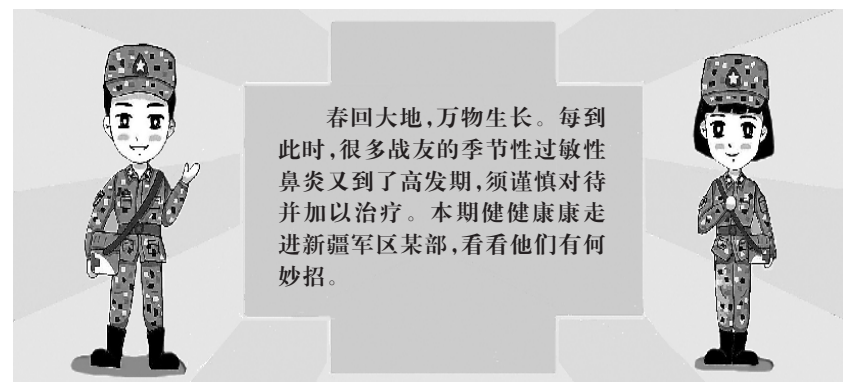 春回大地,万物生长。每到
此时,很多战友的季节性过敏性
鼻炎又到了高发期,须谨慎对待
并加以治疗。本期健健康康走
进新疆军区某部,看看他们有何
妙招。